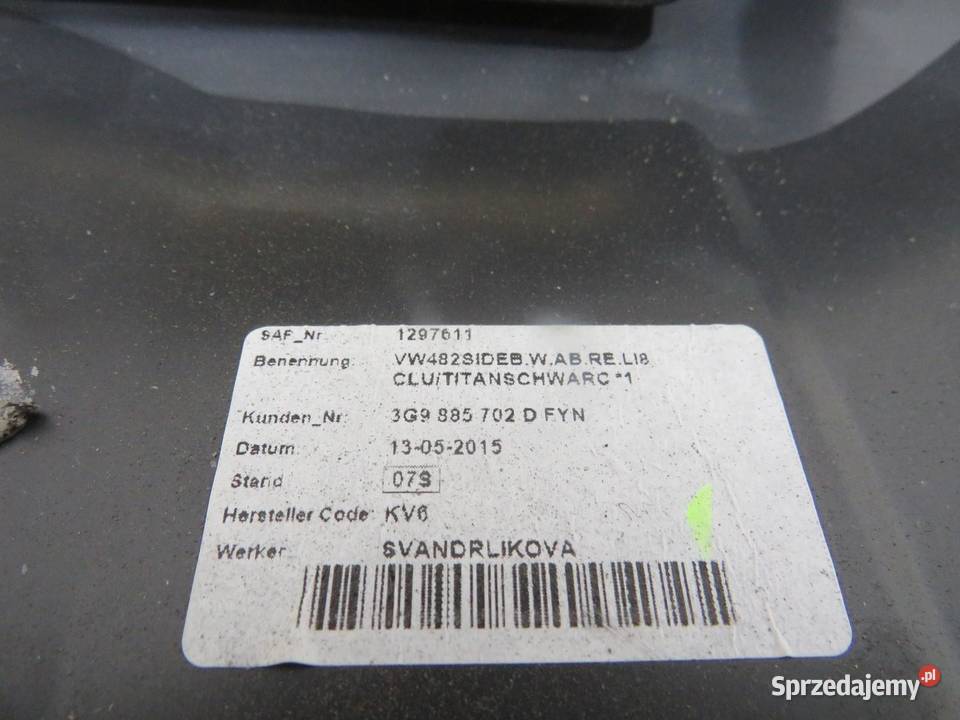 SAF_Nr: 1297611
Benennung: VW482SIDEB.W.AB.RE.LI8
CLU/TITANSCHWARC *1
Kunden_Nr: 3G9 885 702 D FYN
Datum: 13-05-2015
Stand 07S
Hersteller Code: KV6
Werker: SVANDRLIKOVA
Sprzedajemy.pl